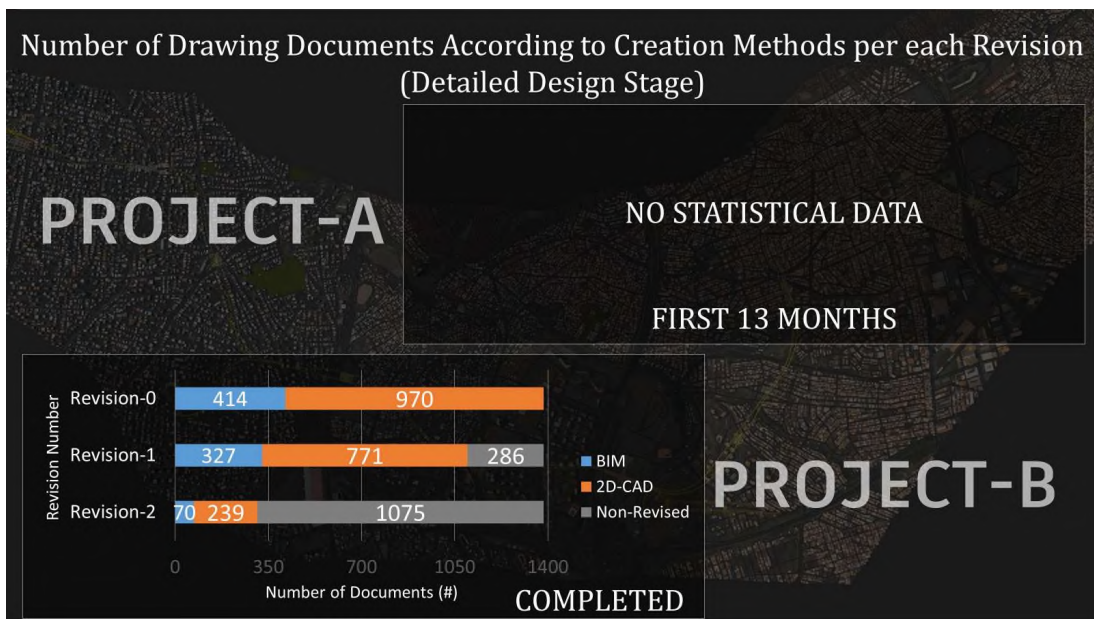 Number of Drawing Documents According to Creation Methods per each Revision
(Detailed Design Stage)
PROJECT-A
NO STATISTICAL DATA
FIRST 13 MONTHS
Revision Number
Revision-0
414
970
Revision-1
327
771
286
Revision-2
70
239
1075
0 350 700 1050 1400
Number of Documents (#)
BIM
2D-CAD
Non-Revised
COMPLETED
PROJECT-B